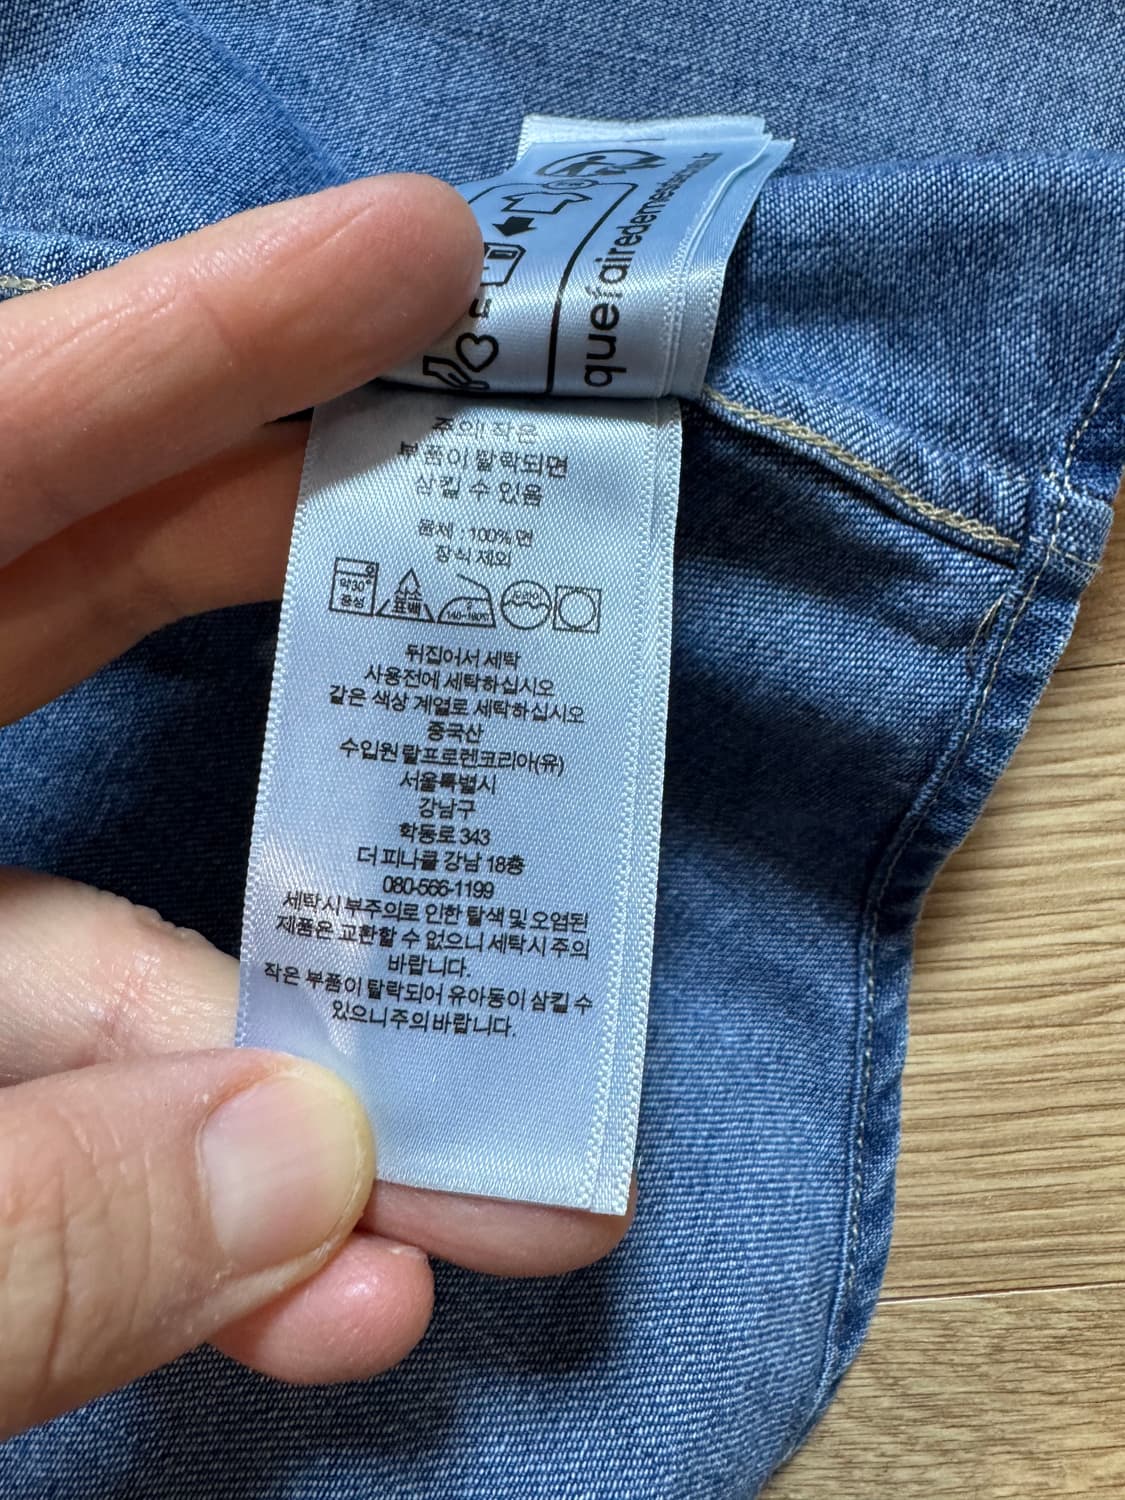 quefairedemes
주의! 작은
부품이 탈락되면
삼킬 수 있음
몸체 : 100% 면
장식 제외
약30°
중성
산소
표백
뒤집어서 세탁
사용전에 세탁하십시오
같은 색상 계열로 세탁하십시오
중국산
수입원 랄프로렌코리아(유)
서울특별시
강남구
학동로 343
더 피나클 강남 18층
080-566-1199
세탁시 부주의로 인한 탈색 및 오염된
제품은 교환할 수 없으니 세탁시 주의
바랍니다.
작은 부품이 탈락되어 유아동이 삼킬 수
있으니 주의 바랍니다.